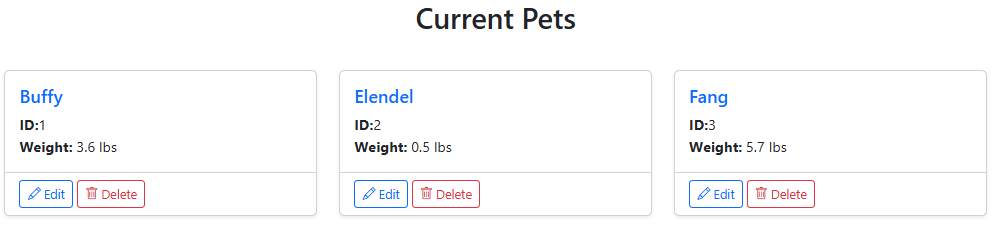 Current Pets
Buffy
ID:1
Weight: 3.6 lbs
Edit Delete
Elendel
ID:2
Weight: 0.5 lbs
Edit Delete
Fang
ID:3
Weight: 5.7 lbs
Edit Delete